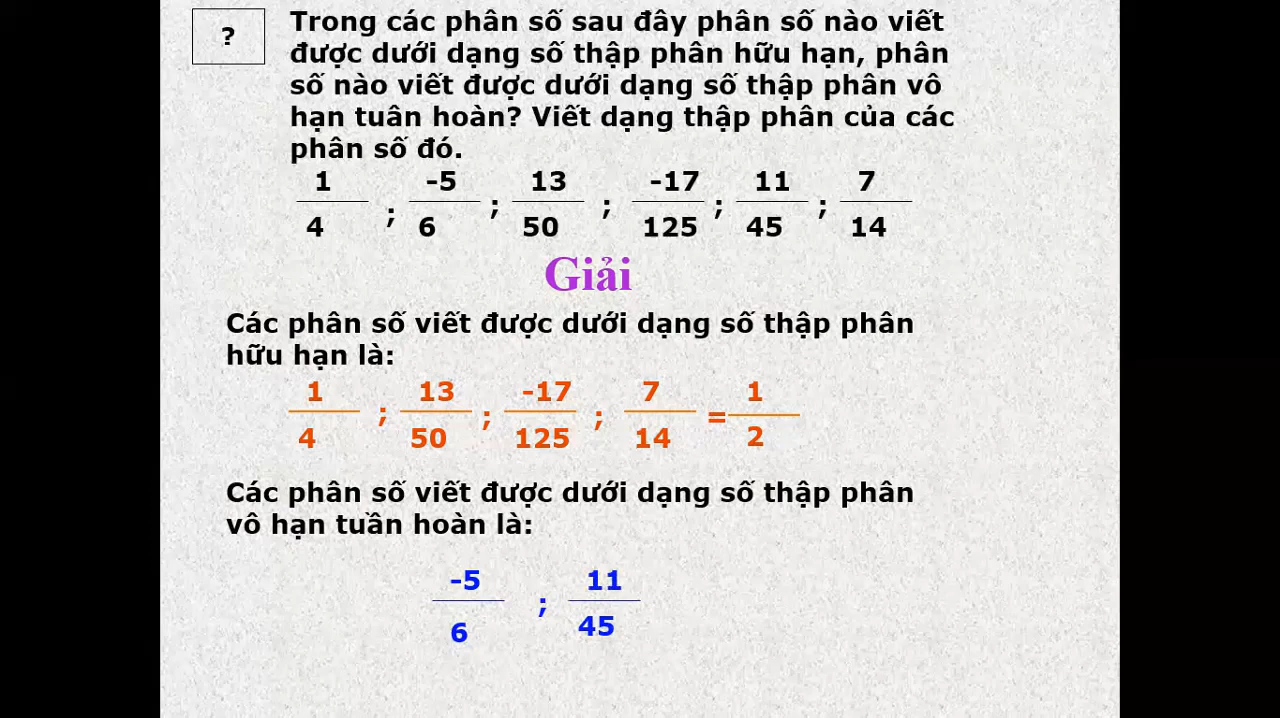 ?
Trong các phân số sau đây phân số nào viết
được dưới dạng số thập phân hữu hạn, phân
số nào viết được dưới dạng số thập phân vô
hạn tuân hoàn? Viết dạng thập phân của các
phân số đó.
1 -5 13 -17 11 7
; ; ; ; ;
4 6 50 125 45 14
Giải
Các phân số viết được dưới dạng số thập phân
hữu hạn là:
1 13 -17 7 1
; ; ; =
4 50 125 14 2
Các phân số viết được dưới dạng số thập phân
vô hạn tuần hoàn là:
-5 11
;
6 45